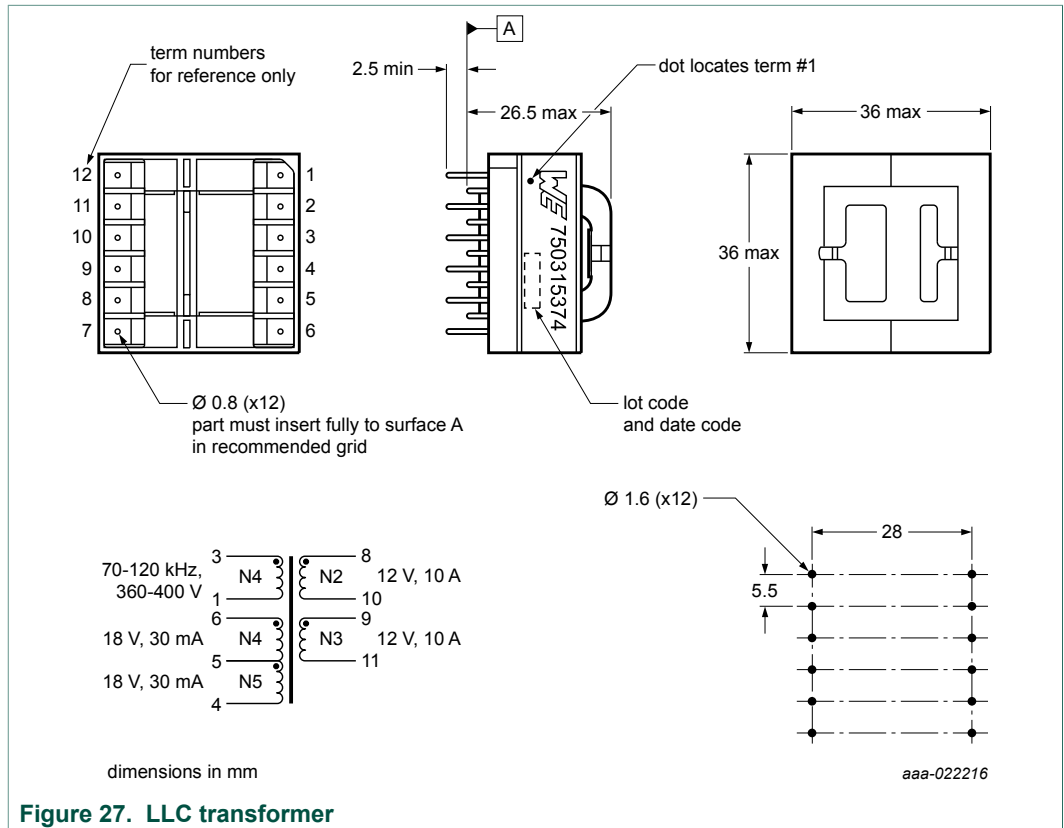 term numbers
for reference only
2.5 min
A
26.5 max
dot locates term #1
36 max
36 max
12
11
10
9
8
7
1
2
3
4
5
6
WE 750315374
Ø 0.8 (x12)
part must insert fully to surface A
in recommended grid
lot code
and date code
70-120 kHz,
360-400 V
3
N4
1
18 V, 30 mA
6
N4
5
18 V, 30 mA
N5
4
8
N2
12 V, 10 A
10
9
N3
12 V, 10 A
11
Ø 1.6 (x12)
28
5.5
dimensions in mm
aaa-022216
Figure 27. LLC transformer